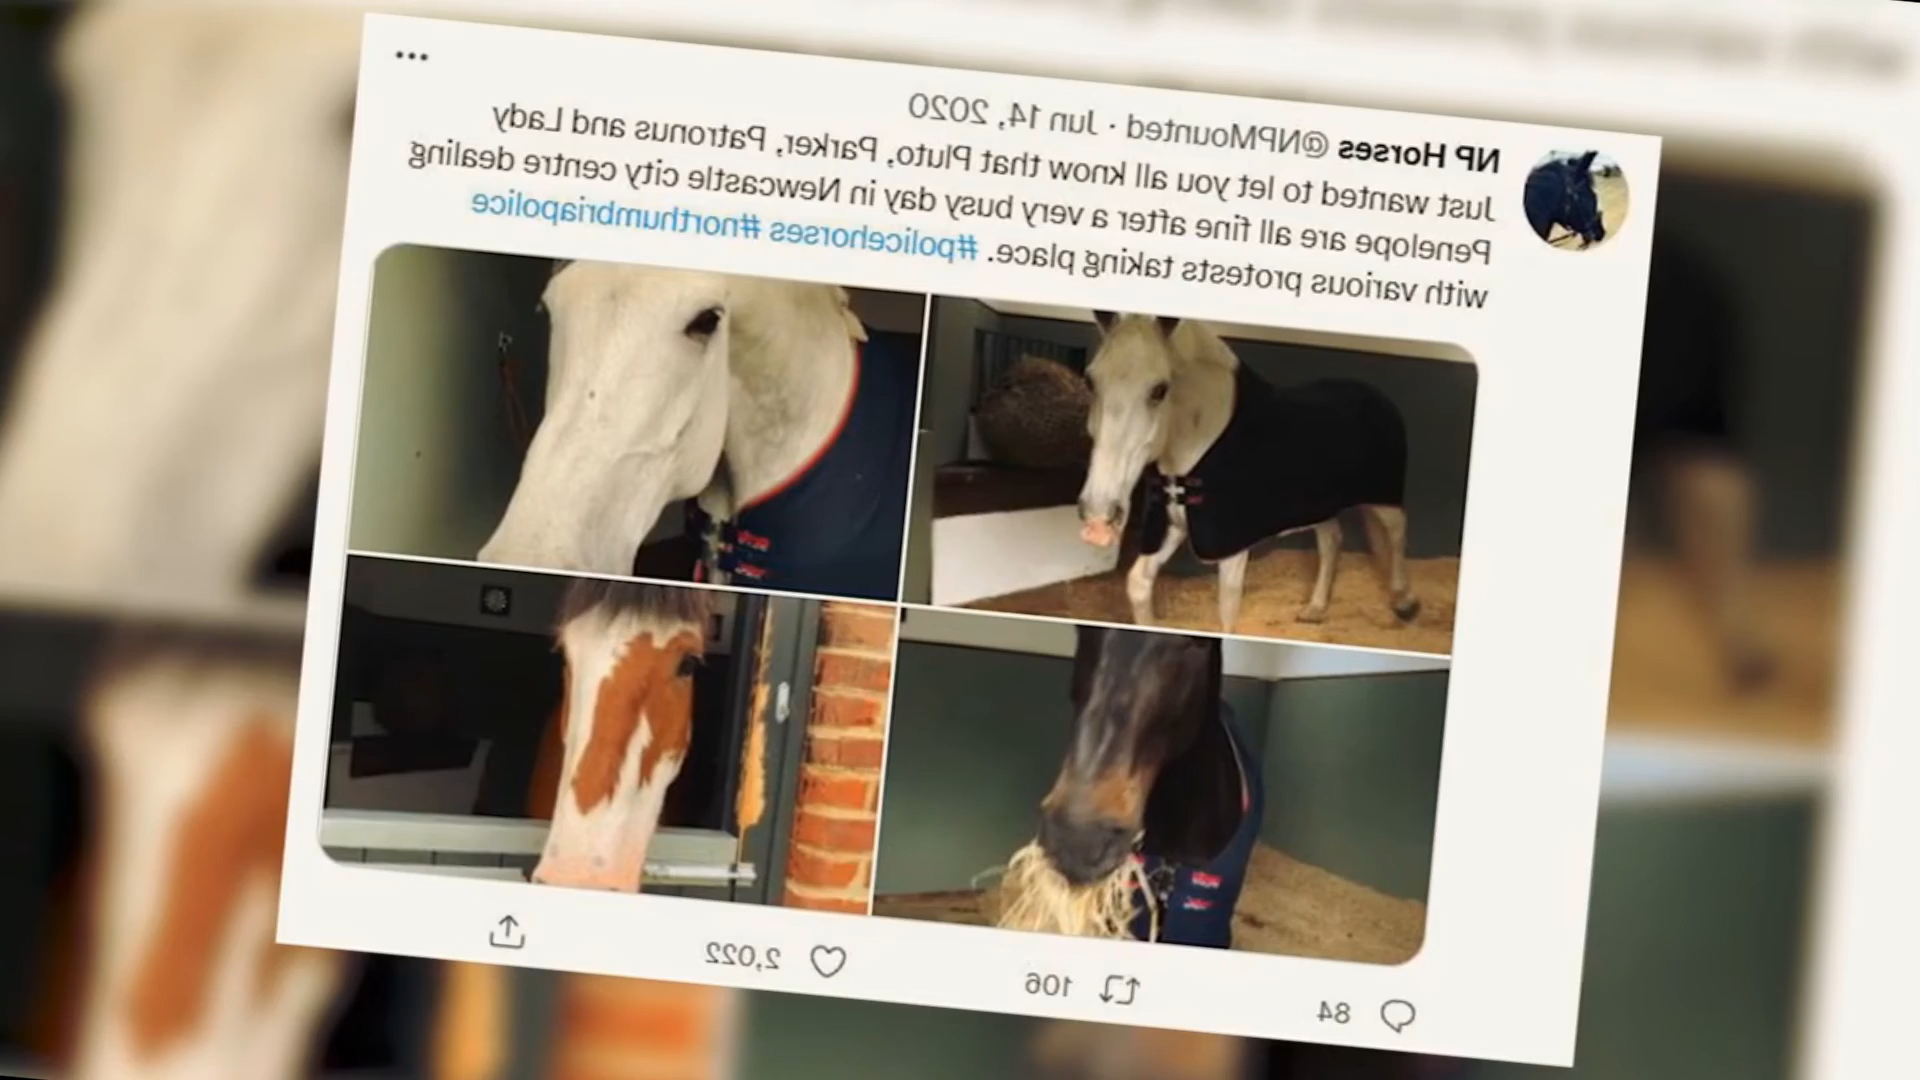 NP Horses @NPMounted · Jun 14, 2020
Just wanted to let you all know that Pluto, Parker, Patronus and Lady
Penelope are all fine after a very busy day in Newcastle city centre dealing
with various protests taking place. #policehorses #northumbriapolice
84 106 2,022